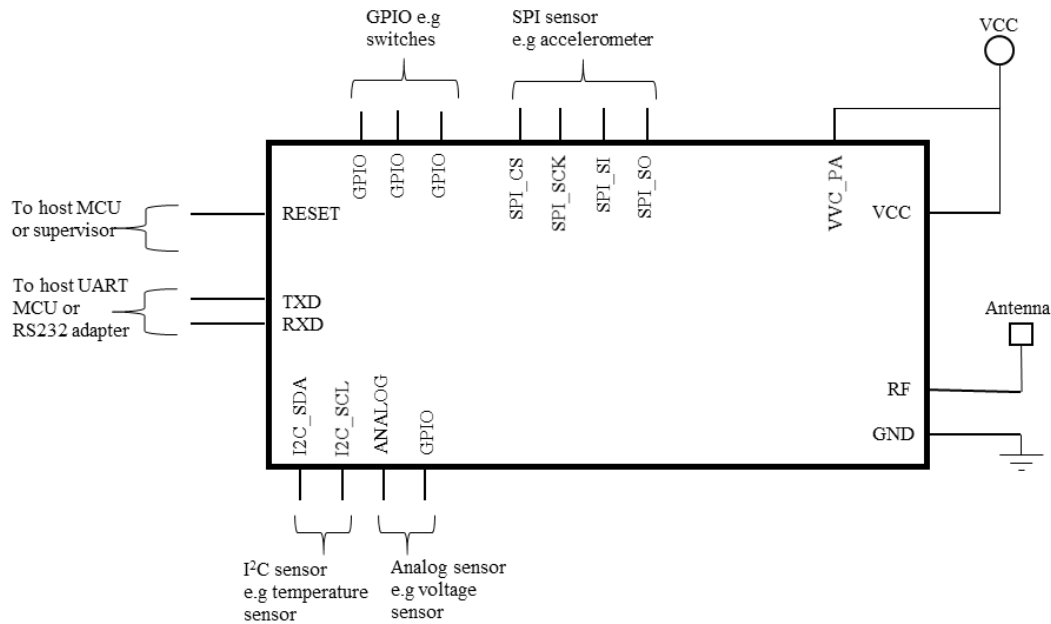 GPIO e.g
switches
SPI sensor
e.g accelerometer
VCC
GPIO
GPIO
GPIO
SPI_CS
SPI_SCK
SPI_SI
SPI_SO
VVC_PA
To host MCU
or supervisor
RESET
VCC
To host UART
MCU or
RS232 adapter
TXD
RXD
Antenna
RF
GND
I2C_SDA
I2C_SCL
ANALOG
GPIO
I²C sensor
e.g temperature
sensor
Analog sensor
e.g voltage
sensor